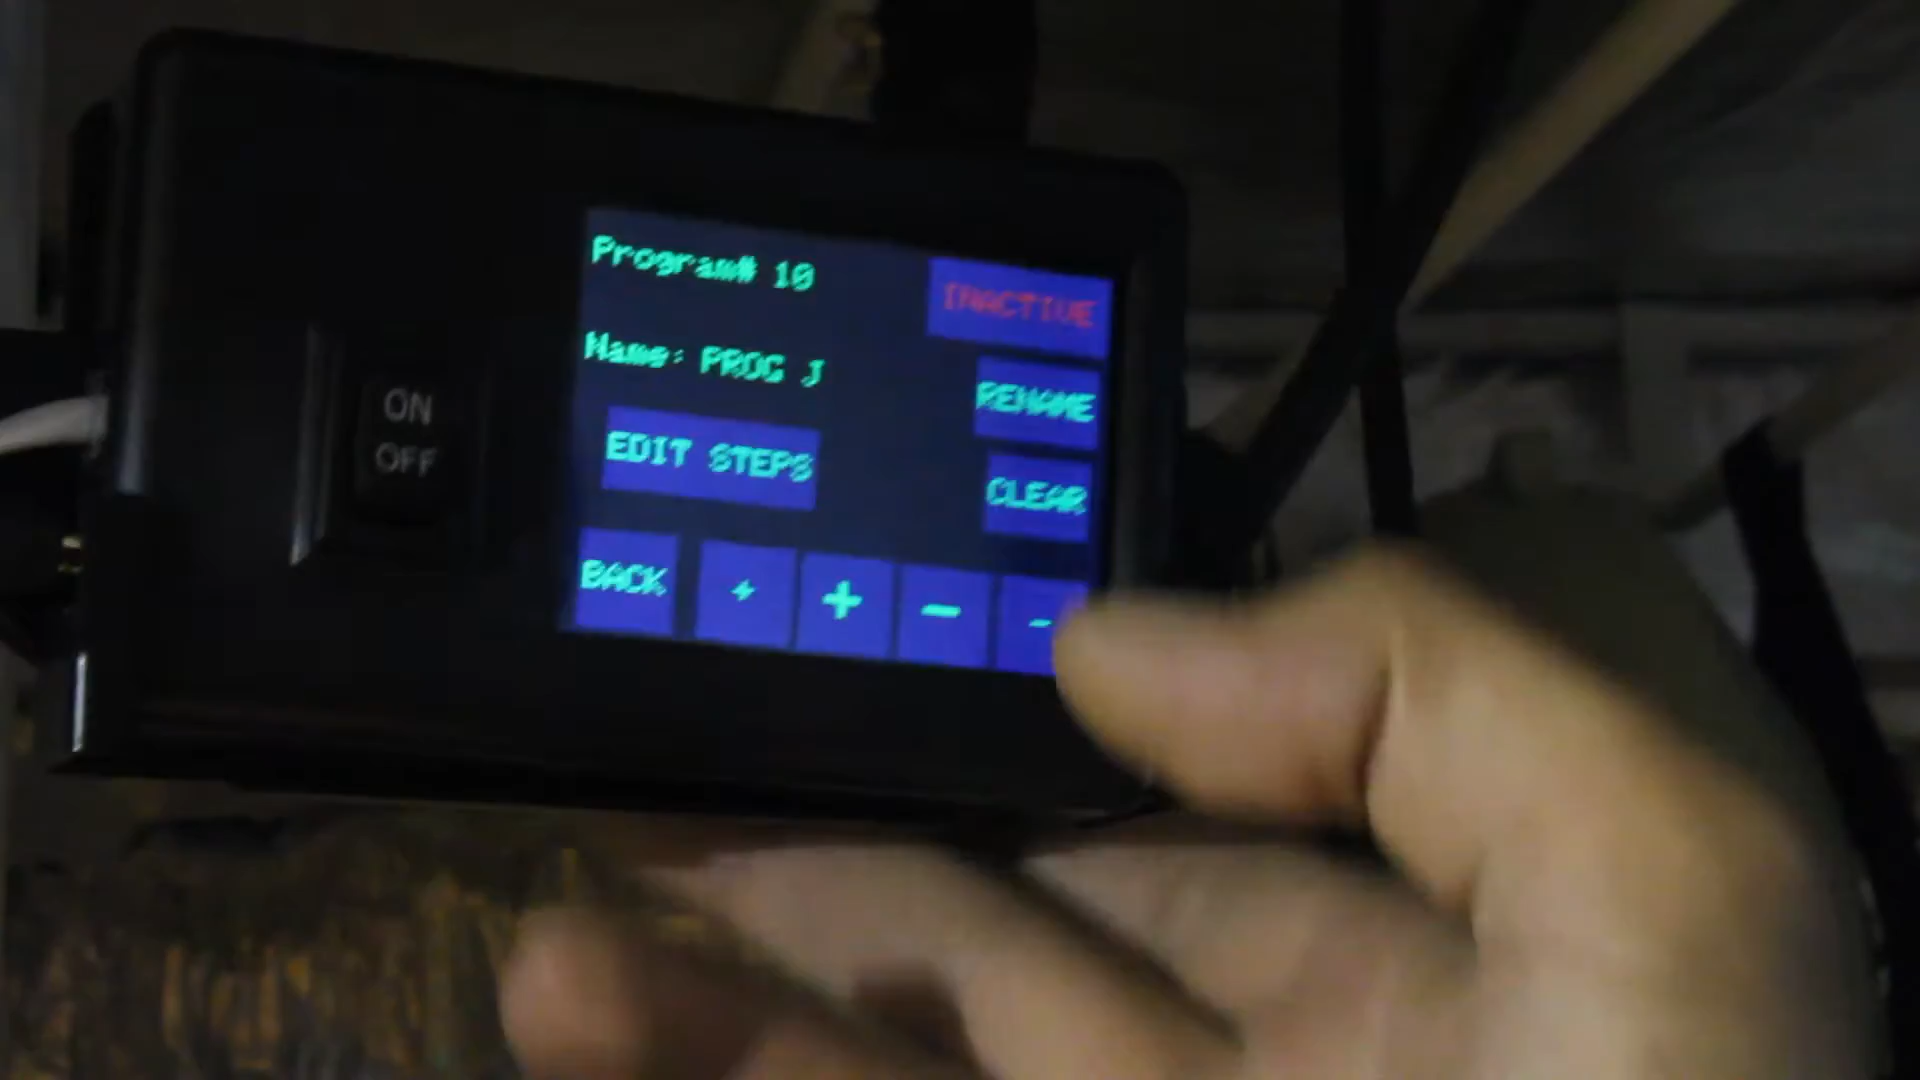 Program# 10
INACTIVE
Name: PROG J
RENAME
ON
OFF
EDIT STEPS
CLEAR
BACK
+
+
-
-